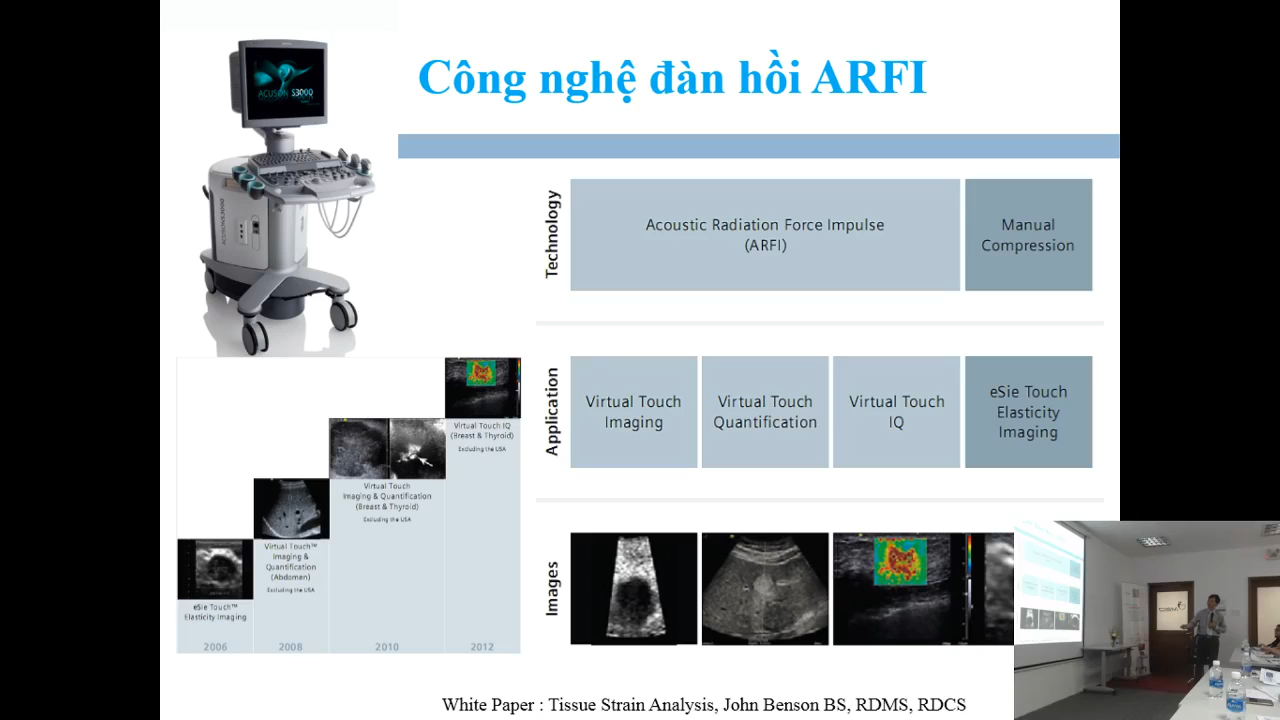 Công nghệ đàn hồi ARFI
ACUSON S3000
ACUSON S3000
Technology
Acoustic Radiation Force Impulse
(ARFI)
Manual
Compression
Application
Virtual Touch
Imaging
Virtual Touch
Quantification
Virtual Touch
IQ
eSie Touch
Elasticity
Imaging
Images
Virtual Touch IQ
(Breast & Thyroid)
Excluding the USA
Virtual Touch
Imaging & Quantification
(Breast & Thyroid)
Excluding the USA
Virtual Touch™
Imaging &
Quantification
(Abdomen)
Excluding the USA
eSie Touch™
Elasticity Imaging
2006
2008
2010
2012
White Paper : Tissue Strain Analysis, John Benson BS, RDMS, RDCS